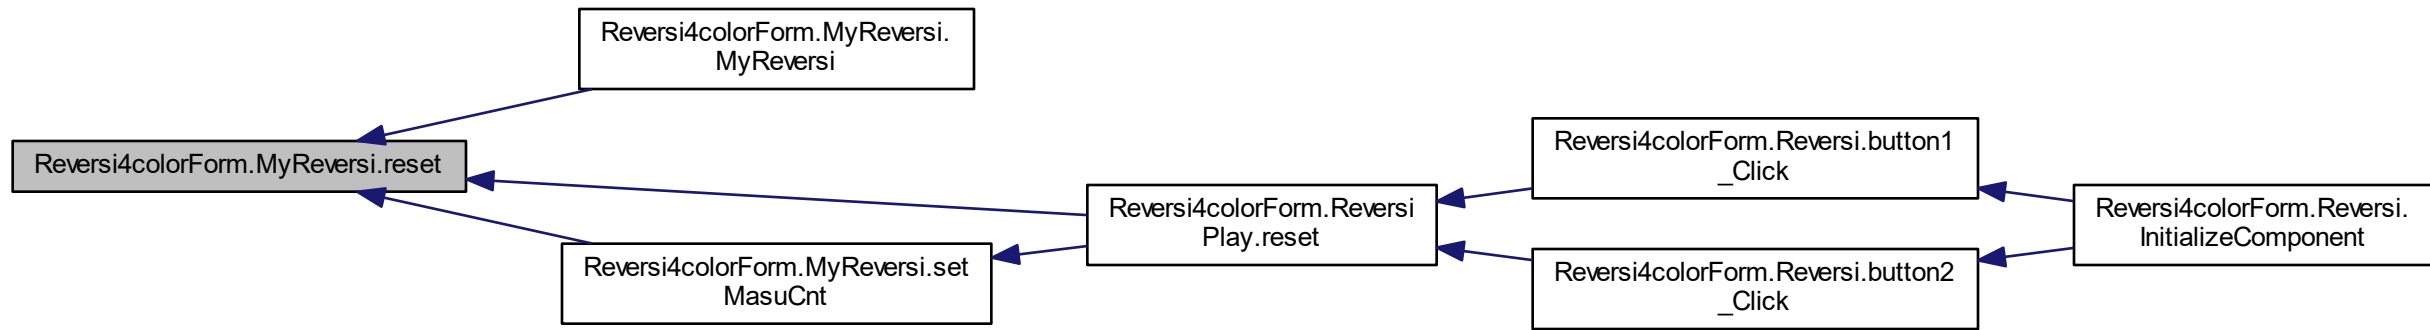 Reversi4colorForm.MyReversi.
MyReversi
Reversi4colorForm.MyReversi.reset
Reversi4colorForm.MyReversi.set
MasuCnt
Reversi4colorForm.Reversi
Play.reset
Reversi4colorForm.Reversi.button1
_Click
Reversi4colorForm.Reversi.button2
_Click
Reversi4colorForm.Reversi.
InitializeComponent